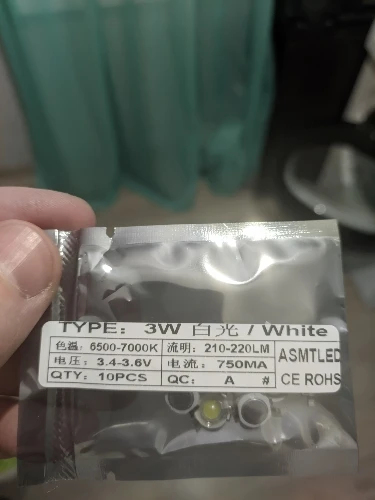 TYPE: 3W 白光 / White
色温: 6500-7000K 流明: 210-220LM ASMTLED
电压: 3.4-3.6V 电流: 750MA
QTY: 10PCS QC: A # CE ROHS